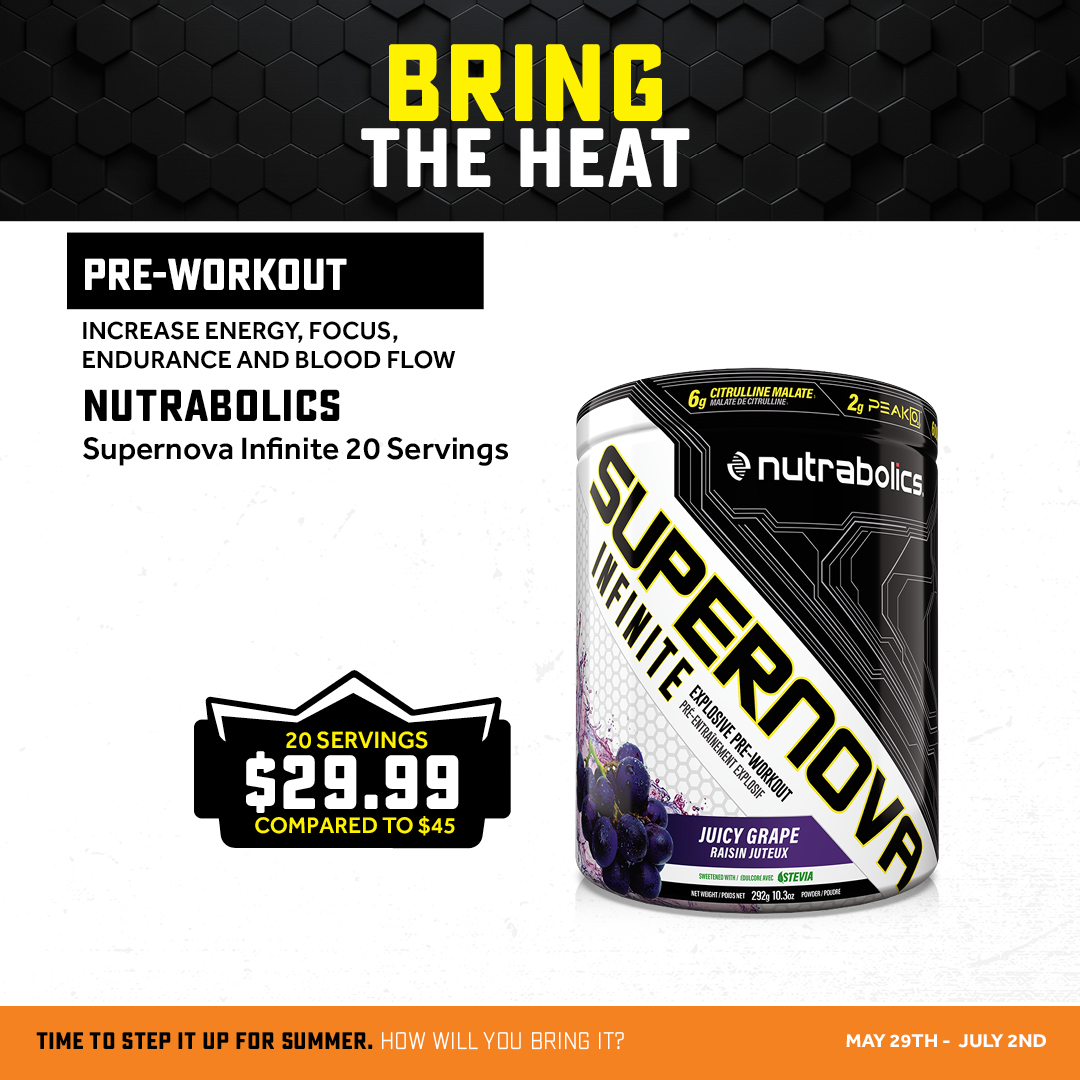 BRING
THE HEAT
PRE-WORKOUT
INCREASE ENERGY, FOCUS,
ENDURANCE AND BLOOD FLOW
NUTRABOLICS
Supernova Infinite 20 Servings
20 SERVINGS
$29.99
COMPARED TO $45
6g CITRULLINE MALATE
MALATE DE CITRULLINE
2g PEAKO2
nutrabolics
SUPERNOVA
INFINITE
EXPLOSIVE PRE-WORKOUT
PRÉ-ENTRAÎNEMENT EXPLOSIF
JUICY GRAPE
RAISIN JUTEUX
SWEETENED WITH / EDULCORE AVEC STEVIA
NET WEIGHT / POIDS NET 292g 10.3oz POWDER / POUDRE
TIME TO STEP IT UP FOR SUMMER. HOW WILL YOU BRING IT?
MAY 29TH - JULY 2ND